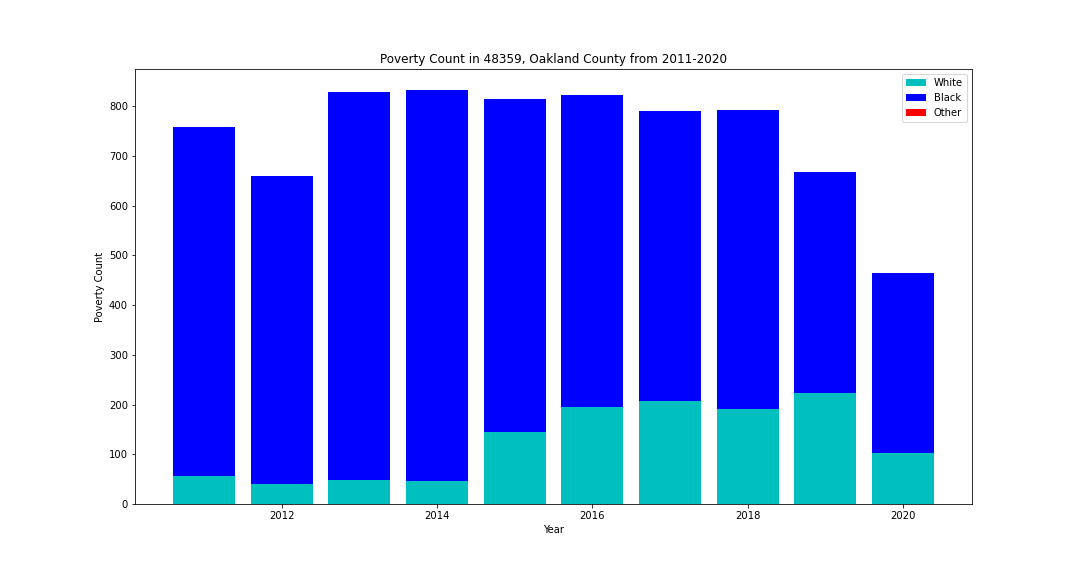 Poverty Count in 48359, Oakland County from 2011-2020
White
Black
Other
800
700
600
500
400
300
200
100
0
Poverty Count
2012 2014 2016 2018 2020
Year